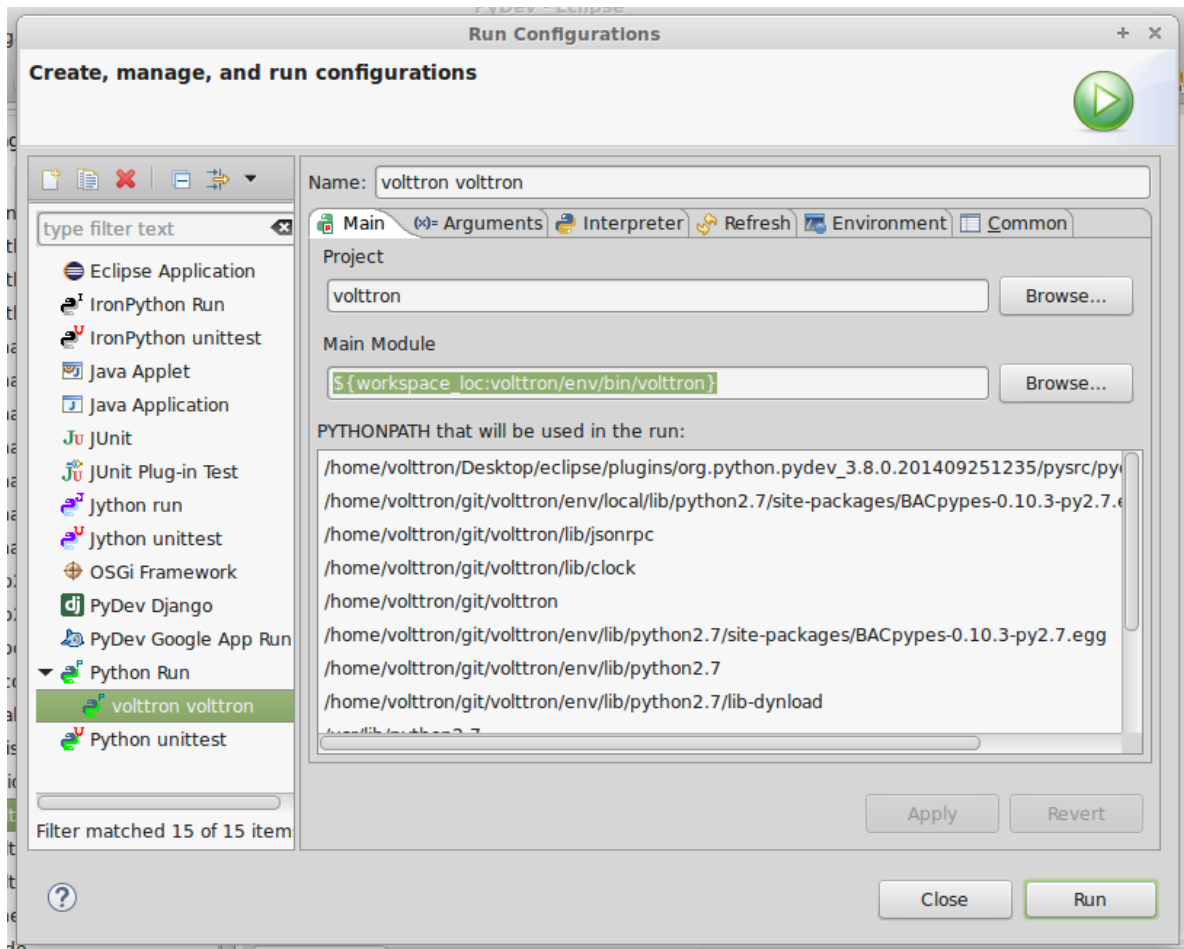 PyDev - Eclipse
Run Configurations
Create, manage, and run configurations
type filter text
Eclipse Application
IronPython Run
IronPython unittest
Java Applet
Java Application
JUnit
JUnit Plug-in Test
Jython run
Jython unittest
OSGi Framework
PyDev Django
PyDev Google App Run
Python Run
volttron volttron
Python unittest
Filter matched 15 of 15 item
Name: volttron volttron
Main (x)= Arguments Interpreter Refresh Environment Common
Project
volttron Browse...
Main Module
${workspace_loc:volttron/env/bin/volttron} Browse...
PYTHONPATH that will be used in the run:
/home/volttron/Desktop/eclipse/plugins/org.python.pydev_3.8.0.201409251235/pysrc/pyd
/home/volttron/git/volttron/env/local/lib/python2.7/site-packages/BACpypes-0.10.3-py2.7.e
/home/volttron/git/volttron/lib/jsonrpc
/home/volttron/git/volttron/lib/clock
/home/volttron/git/volttron
/home/volttron/git/volttron/env/lib/python2.7/site-packages/BACpypes-0.10.3-py2.7.egg
/home/volttron/git/volttron/env/lib/python2.7
/home/volttron/git/volttron/env/lib/python2.7/lib-dynload
/usr/lib/python2.7
Apply Revert
Close Run